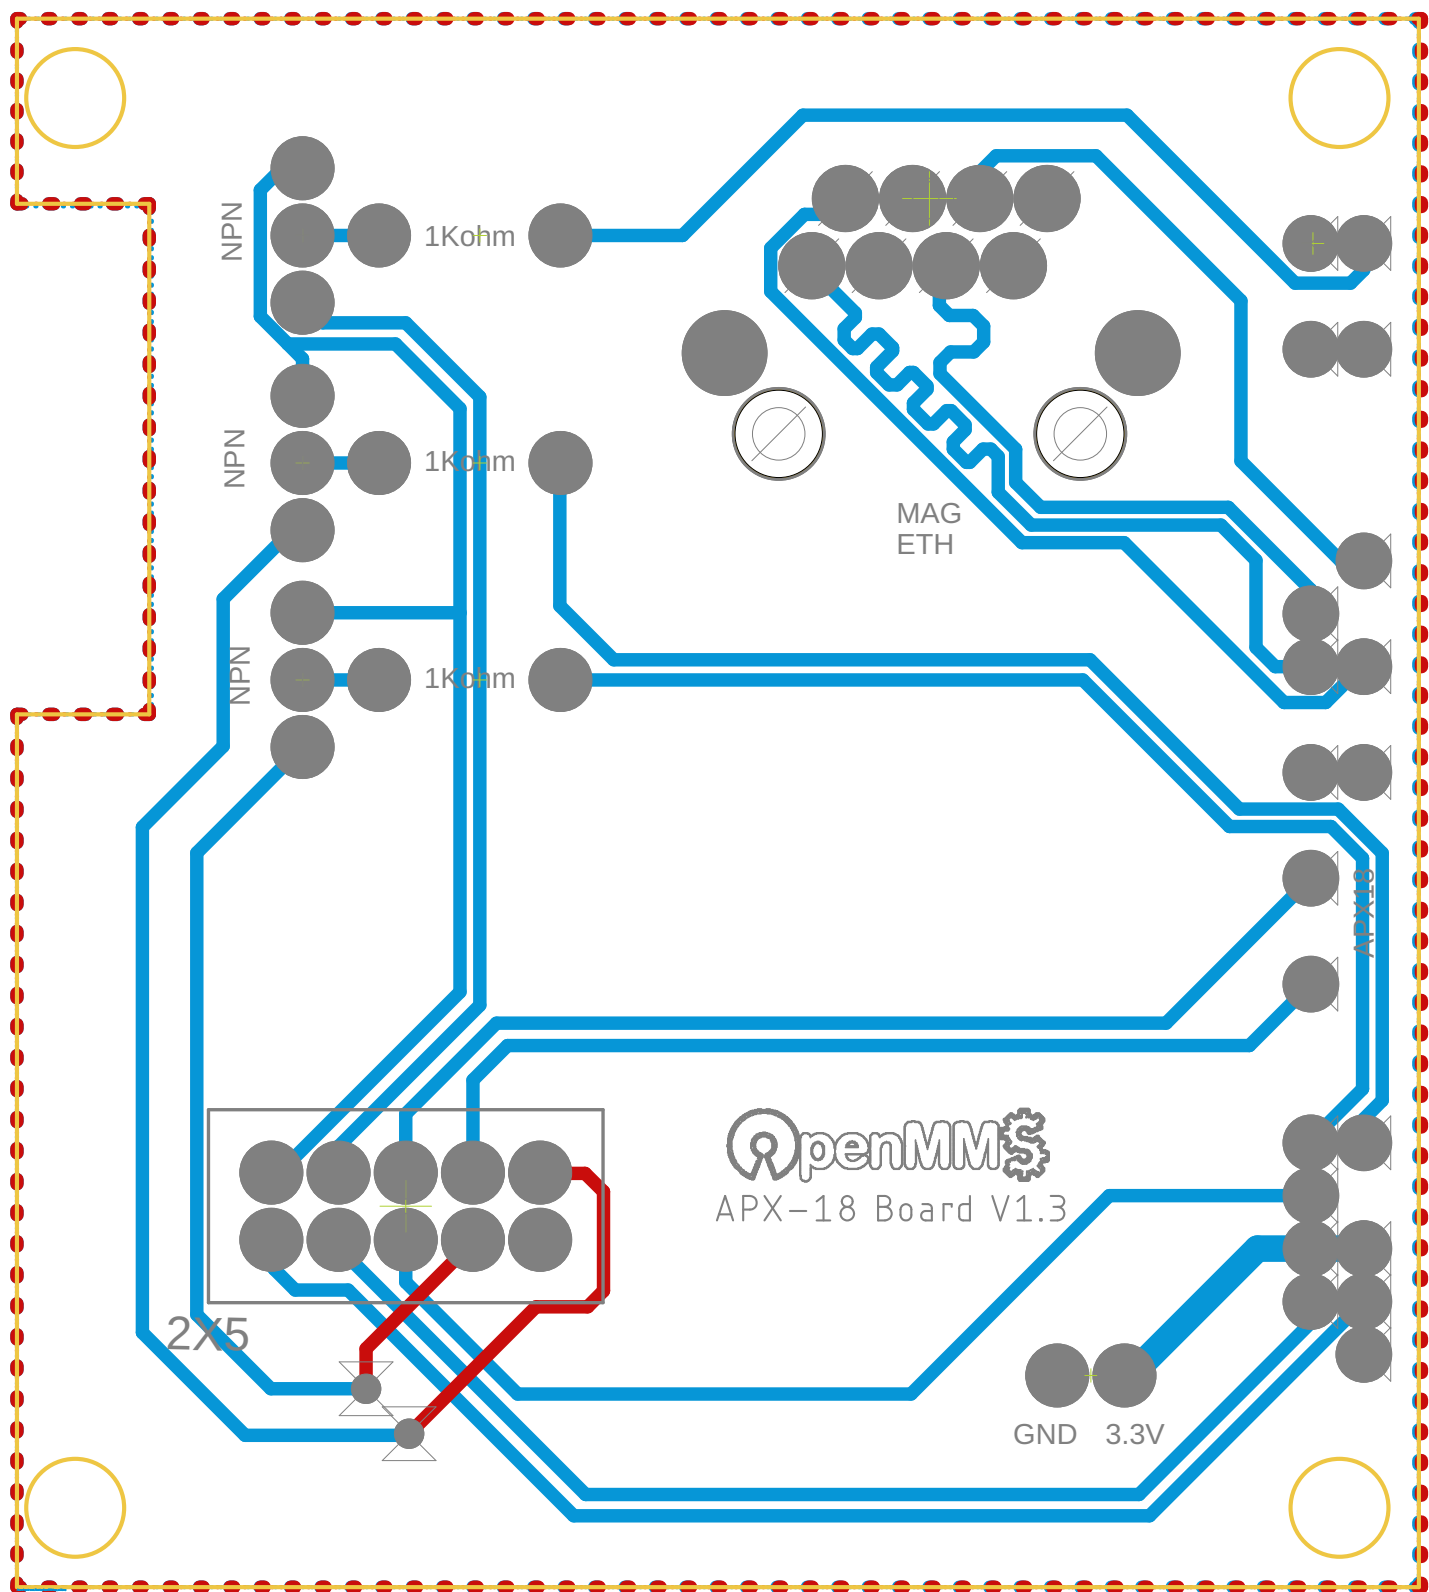 NPN
1Kohm
NPN
1Kohm
MAG
ETH
NPN
1Kohm
APX18
OpenMMS
APX-18 Board V1.3
2X5
GND 3.3V